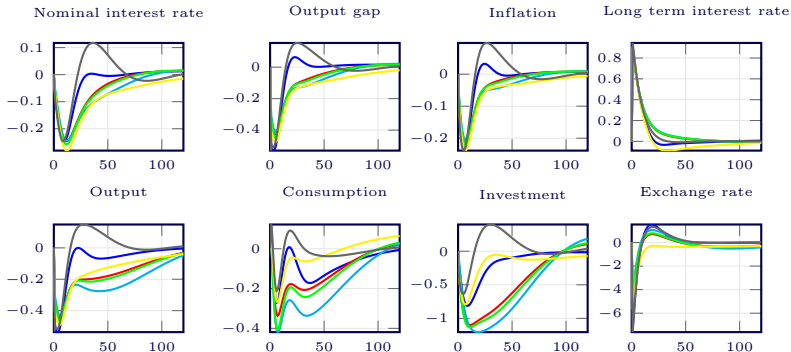 Nominal interest rate
Output gap
Inflation
Long term interest rate
0.1
0
−0.1
−0.2
0 50 100
0
−0.2
−0.4
0 50 100
0
−0.1
−0.2
0 50 100
0.8
0.6
0.4
0.2
0
0 50 100
Output
Consumption
Investment
Exchange rate
0
−0.2
−0.4
0 50 100
0
−0.2
−0.4
0 50 100
0
−0.5
−1
0 50 100
0
−2
−4
−6
0 50 100